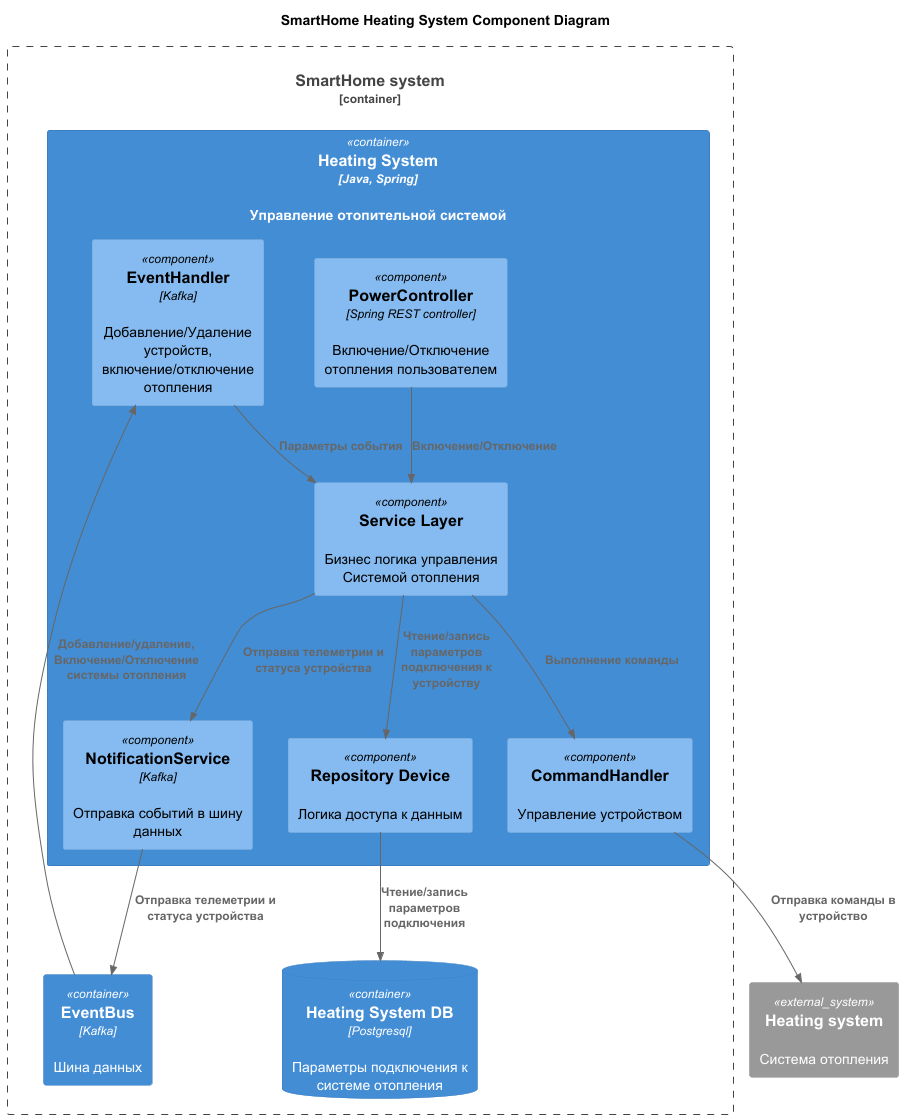 SmartHome Heating System Component Diagram
SmartHome system
[container]
«container»
Heating System
[Java, Spring]
Управление отопительной системой
«component»
EventHandler
[Kafka]
Добавление/Удаление
устройств,
включение/отключение
отопления
«component»
PowerController
[Spring REST controller]
Включение/Отключение
отопления пользователем
Параметры события
Включение/Отключение
«component»
Service Layer
Бизнес логика управления
Системой отопления
Добавление/удаление,
Включение/Отключение
системы отопления
Отправка телеметрии и
статуса устройства
Чтение/запись
параметров
подключения к
устройству
Выполнение команды
«component»
NotificationService
[Kafka]
Отправка событий в шину
данных
«component»
Repository Device
Логика доступа к данным
«component»
CommandHandler
Управление устройством
Отправка телеметрии и
статуса устройства
Чтение/запись
параметров
подключения
Отправка команды в
устройство
«container»
EventBus
[Kafka]
Шина данных
«container»
Heating System DB
[Postgresql]
Параметры подключения к
системе отопления
«external_system»
Heating system
Система отопления